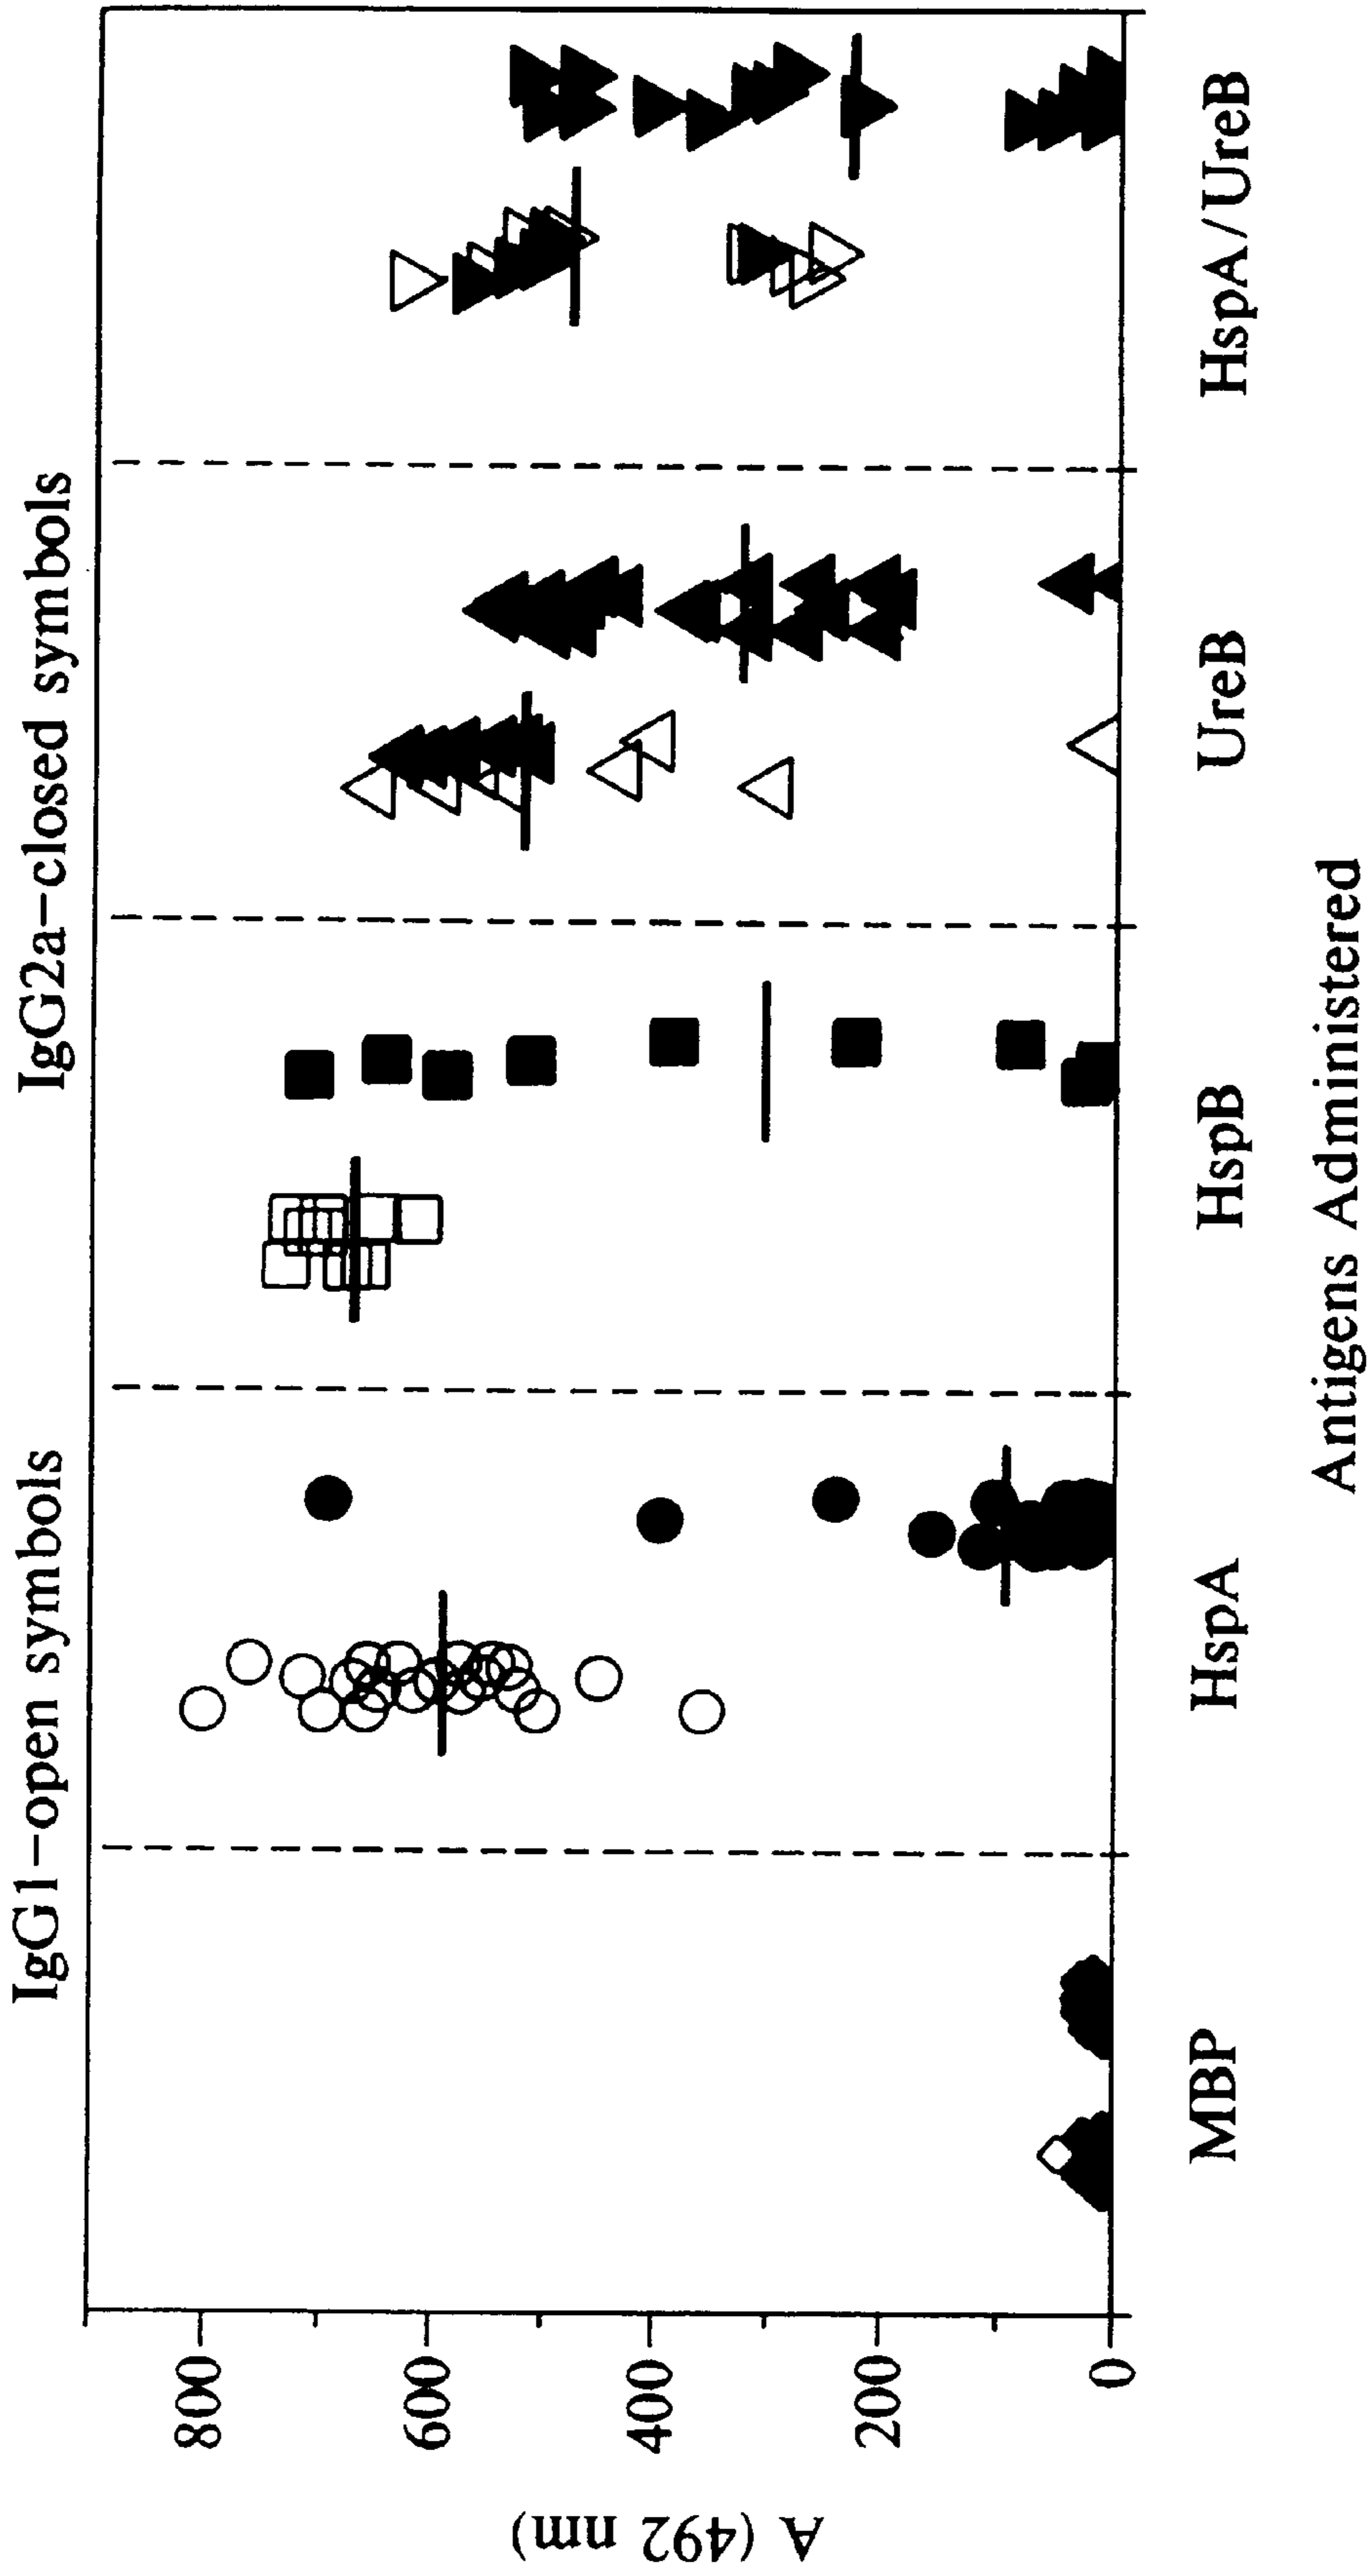 IgG1-open symbols IgG2a-closed symbols
A (492 nm)
800
600
400
200
0
MBP HspA HspB UreB HspA/UreB
Antigens Administered